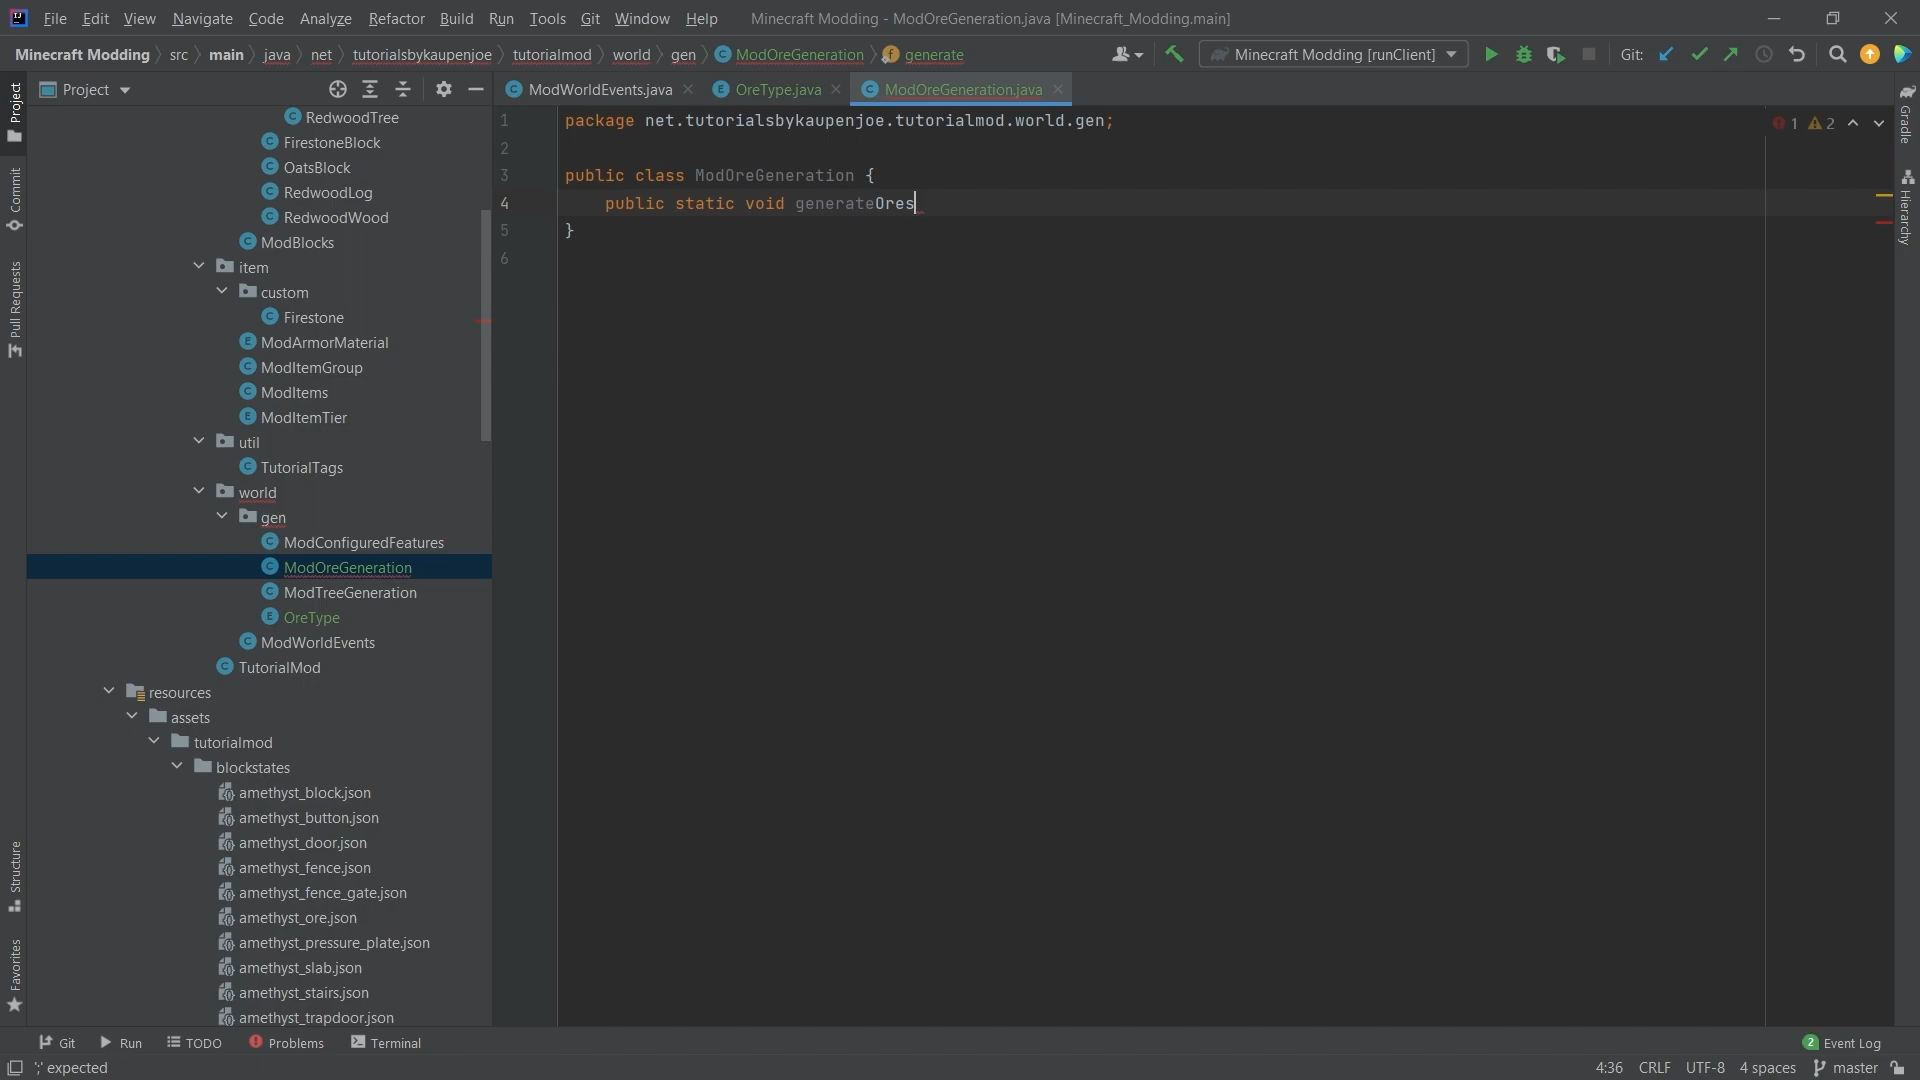 File Edit View Navigate Code Analyze Refactor Build Run Tools Git Window Help Minecraft Modding - ModOreGeneration.java [Minecraft_Modding.main]
Minecraft Modding src main java net tutorialsbykaupenjoe tutorialmod world gen ModOreGeneration generate Minecraft Modding [runClient] Git:
Project
ModWorldEvents.java OreType.java ModOreGeneration.java
RedwoodTree
FirestoneBlock
OatsBlock
RedwoodLog
RedwoodWood
ModBlocks
item
custom
Firestone
ModArmorMaterial
ModItemGroup
ModItems
ModItemTier
util
TutorialTags
world
gen
ModConfiguredFeatures
ModOreGeneration
ModTreeGeneration
OreType
ModWorldEvents
TutorialMod
resources
assets
tutorialmod
blockstates
amethyst_block.json
amethyst_button.json
amethyst_door.json
amethyst_fence.json
amethyst_fence_gate.json
amethyst_ore.json
amethyst_pressure_plate.json
amethyst_slab.json
amethyst_stairs.json
amethyst_trapdoor.json
1 package net.tutorialsbykaupenjoe.tutorialmod.world.gen;
2
3 public class ModOreGeneration {
4 public static void generateOres
5 }
6
1 2
Project
Commit
Pull Requests
Structure
Favorites
Gradle
Hierarchy
Git Run TODO Problems Terminal 2 Event Log
';' expected 4:36 CRLF UTF-8 4 spaces master